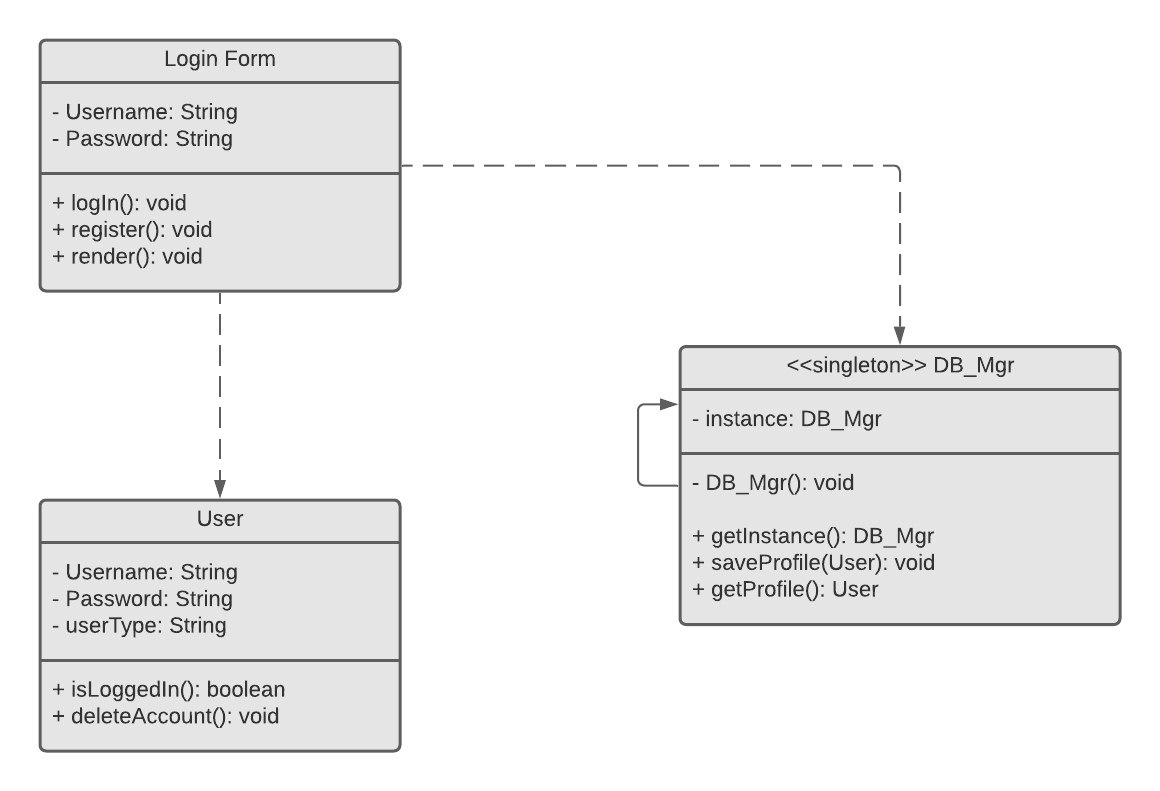 Login Form
- Username: String
- Password: String
+ logIn(): void
+ register(): void
+ render(): void
<<singleton>> DB_Mgr
- instance: DB_Mgr
- DB_Mgr(): void
+ getInstance(): DB_Mgr
+ saveProfile(User): void
+ getProfile(): User
User
- Username: String
- Password: String
- userType: String
+ isLoggedIn(): boolean
+ deleteAccount(): void